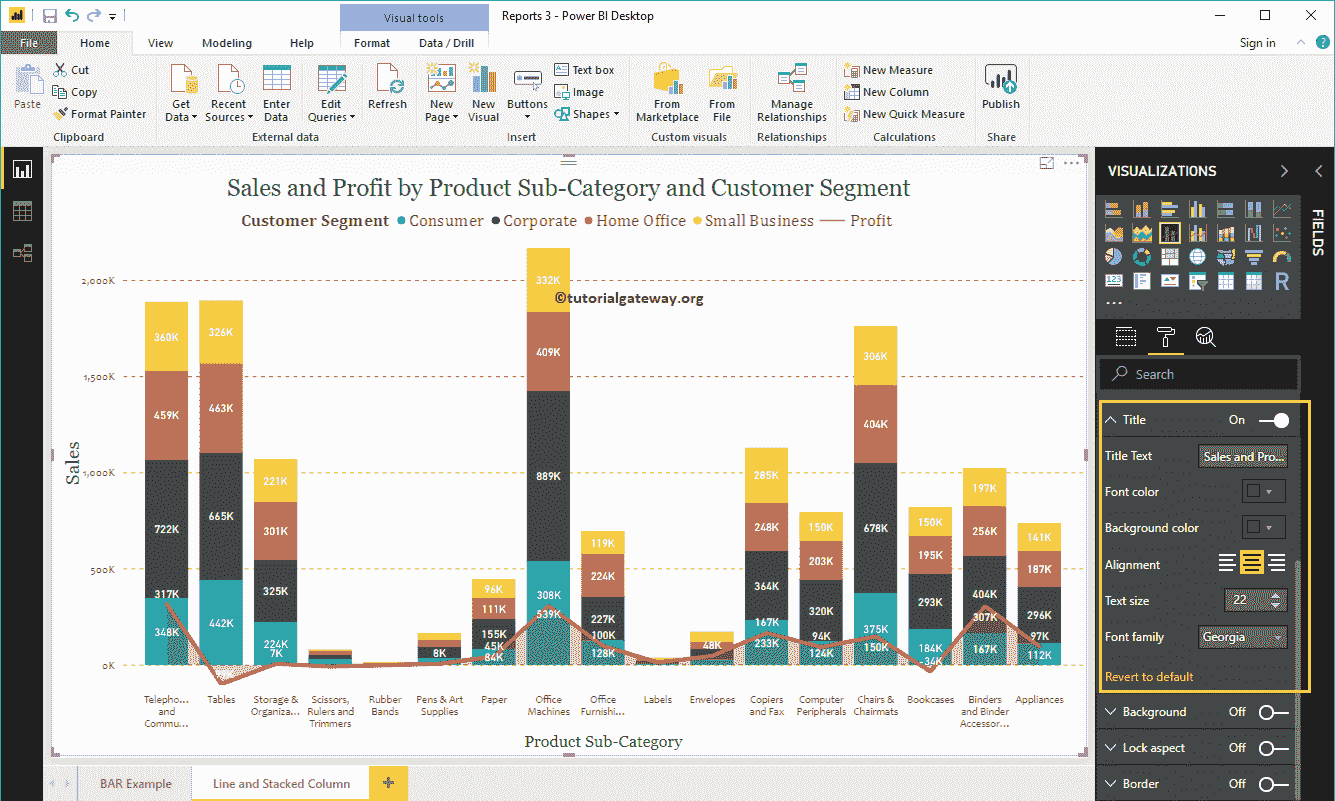 Visual tools
Reports 3 - Power BI Desktop
File
Home
View
Modeling
Help
Format
Data / Drill
Sign in
Paste
Cut
Copy
Format Painter
Clipboard
Get Data
Recent Sources
Enter Data
Edit Queries
External data
Refresh
New Page
New Visual
Buttons
Text box
Image
Shapes
Insert
From Marketplace
From File
Custom visuals
Manage Relationships
Relationships
New Measure
New Column
New Quick Measure
Calculations
Publish
Share
Sales and Profit by Product Sub-Category and Customer Segment
Customer Segment Consumer Corporate Home Office Small Business Profit
©tutorialgateway.org
Sales
2,000K
1,500K
1,000K
500K
0K
360K
459K
722K
317K
348K
326K
463K
665K
442K
221K
301K
325K
224K
7K
8K
96K
111K
155K
45K
84K
332K
409K
889K
308K
539K
119K
224K
227K
100K
128K
48K
285K
248K
364K
167K
233K
150K
203K
320K
94K
124K
306K
404K
678K
375K
150K
150K
195K
293K
184K
-34K
197K
256K
404K
307K
167K
141K
187K
296K
97K
112K
Telepho... and Commu...
Tables
Storage & Organiza...
Scissors, Rulers and Trimmers
Rubber Bands
Pens & Art Supplies
Paper
Office Machines
Office Furnishi...
Labels
Envelopes
Copiers and Fax
Computer Peripherals
Chairs & Chairmats
Bookcases
Binders and Binder Accessor...
Appliances
Product Sub-Category
BAR Example
Line and Stacked Column
VISUALIZATIONS
FIELDS
Search
Title On
Title Text Sales and Pro...
Font color
Background color
Alignment
Text size 22
Font family Georgia
Revert to default
Background Off
Lock aspect Off
Border Off